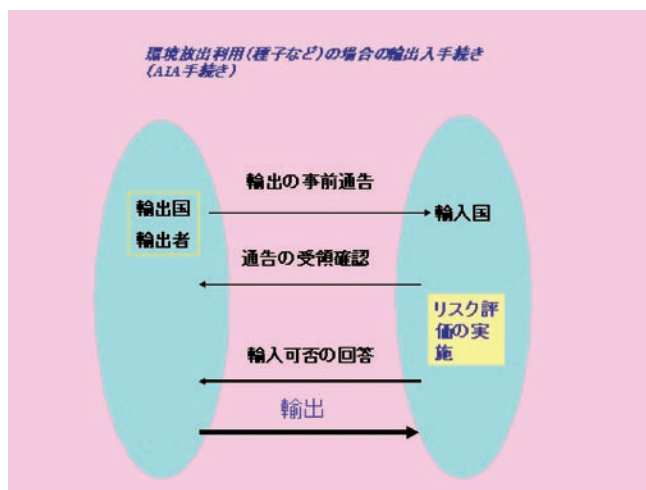 環境放出利用(種子など)の場合の輸出入手続き
(AIA手続き)
輸出の事前通告
輸出国
輸出者
輸入国
通告の受領確認
リスク評
価の実
施
輸入可否の回答
輸出